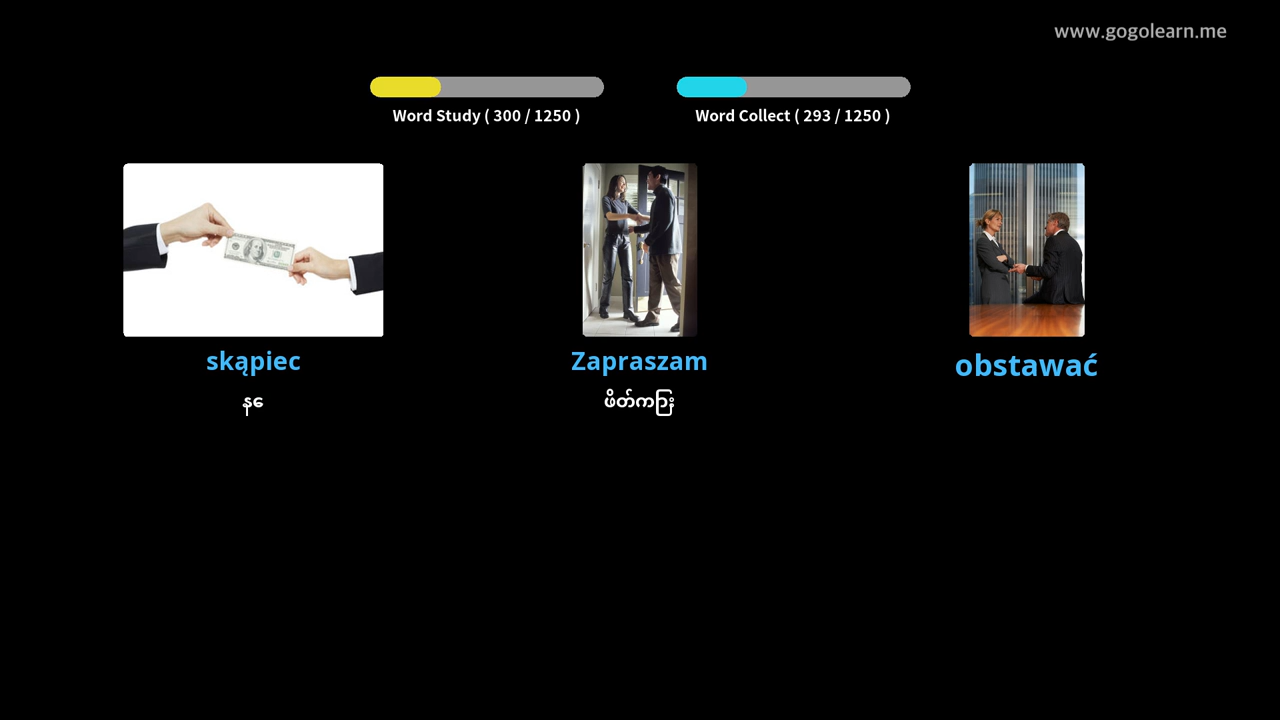 www.gogolearn.me
Word Study ( 300 / 1250 )
Word Collect ( 293 / 1250 )
skąpiec
နေ
Zapraszam
ဖိတ်ကြား
obstawać